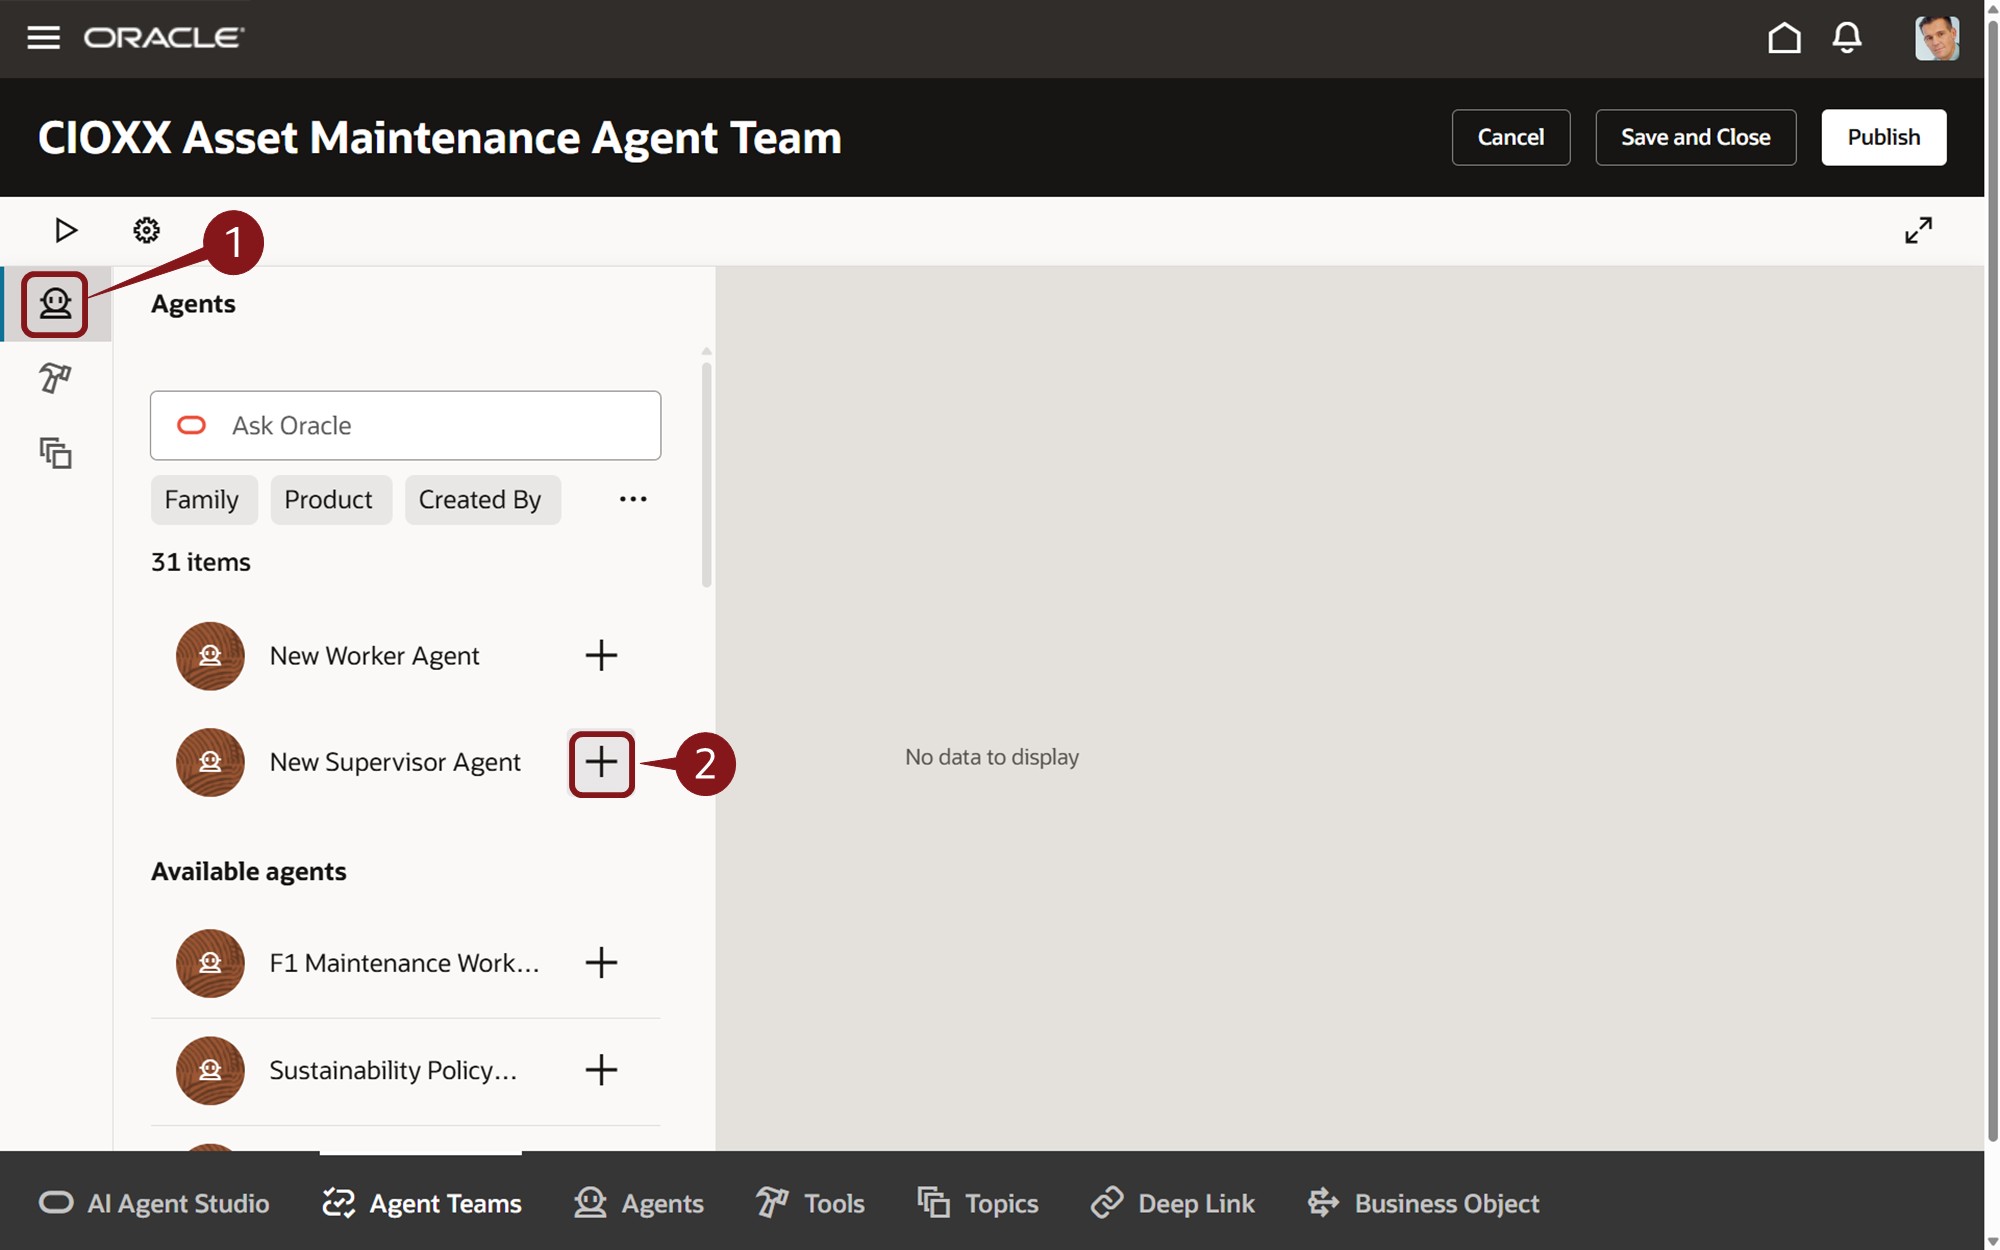 ORACLE
CIOXX Asset Maintenance Agent Team
Cancel
Save and Close
Publish
1
Agents
Ask Oracle
Family
Product
Created By
...
31 items
New Worker Agent
New Supervisor Agent
2
No data to display
Available agents
F1 Maintenance Work...
Sustainability Policy...
AI Agent Studio
Agent Teams
Agents
Tools
Topics
Deep Link
Business Object